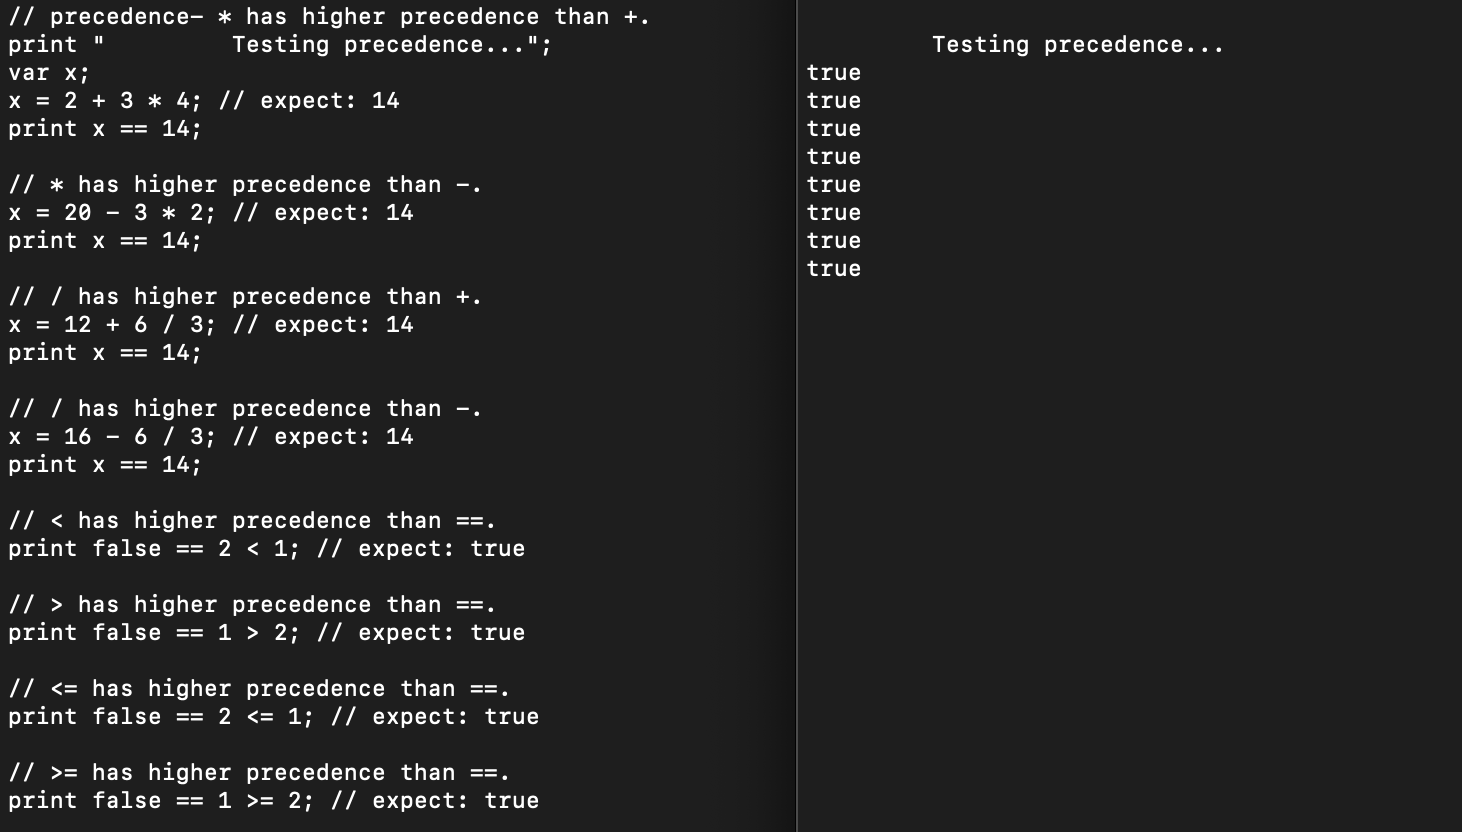 // precedence- * has higher precedence than +.
print "         Testing precedence...";
var x;
x = 2 + 3 * 4; // expect: 14
print x == 14;

// * has higher precedence than -.
x = 20 - 3 * 2; // expect: 14
print x == 14;

// / has higher precedence than +.
x = 12 + 6 / 3; // expect: 14
print x == 14;

// / has higher precedence than -.
x = 16 - 6 / 3; // expect: 14
print x == 14;

// < has higher precedence than ==.
print false == 2 < 1; // expect: true

// > has higher precedence than ==.
print false == 1 > 2; // expect: true

// <= has higher precedence than ==.
print false == 2 <= 1; // expect: true

// >= has higher precedence than ==.
print false == 1 >= 2; // expect: true

         Testing precedence...
true
true
true
true
true
true
true
true